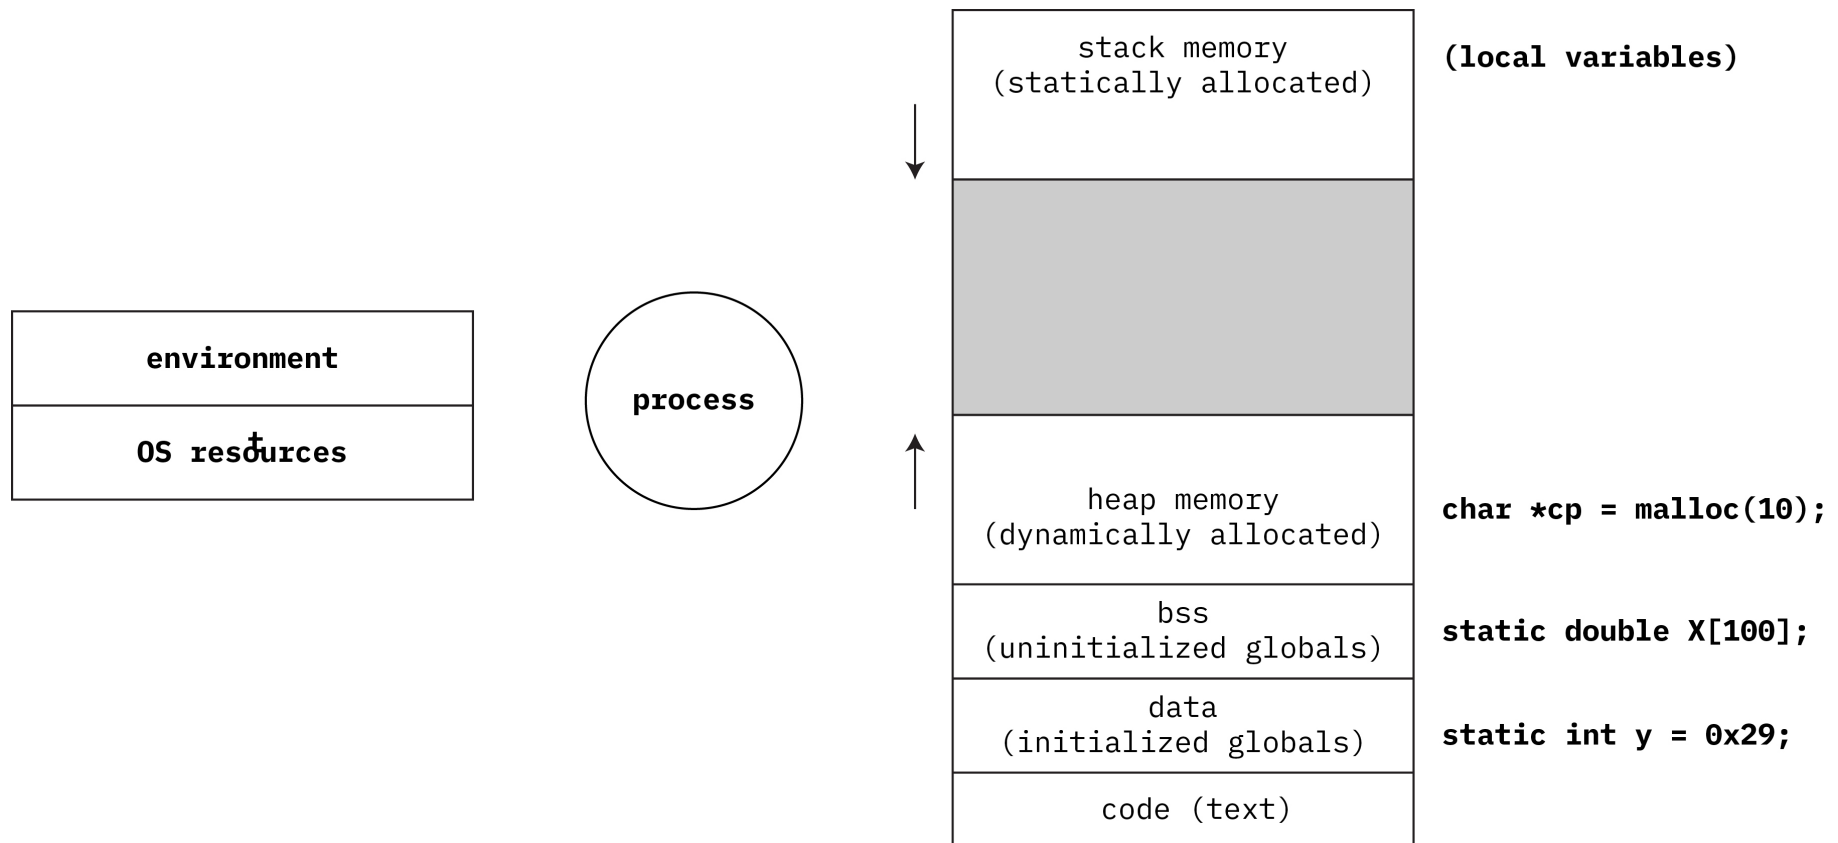 environment
t
OS resources
process
stack memory
(statically allocated)
(local variables)
heap memory
(dynamically allocated)
char *cp = malloc(10);
bss
(uninitialized globals)
static double X[100];
data
(initialized globals)
static int y = 0x29;
code (text)